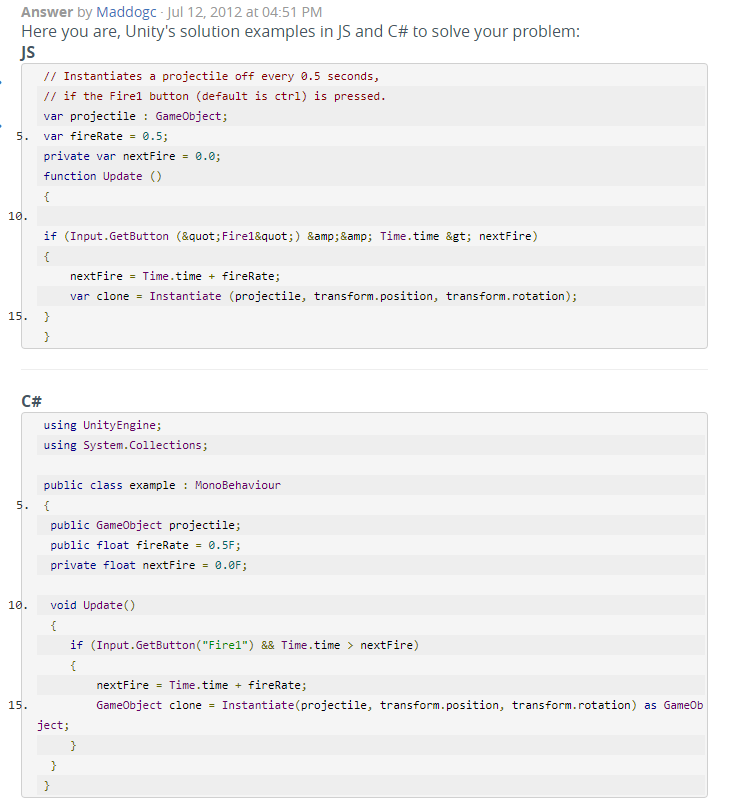 Answer by Maddogc · Jul 12, 2012 at 04:51 PM
Here you are, Unity's solution examples in JS and C# to solve your problem:
JS
// Instantiates a projectile off every 0.5 seconds,
// if the Fire1 button (default is ctrl) is pressed.
var projectile : GameObject;
5. var fireRate = 0.5;
private var nextFire = 0.0;
function Update ()
{
10.
if (Input.GetButton (&quot;Fire1&quot;) &amp;&amp; Time.time &gt; nextFire)
{
nextFire = Time.time + fireRate;
var clone = Instantiate (projectile, transform.position, transform.rotation);
15. }
}
C#
using UnityEngine;
using System.Collections;
public class example : MonoBehaviour
5. {
public GameObject projectile;
public float fireRate = 0.5F;
private float nextFire = 0.0F;
10. void Update()
{
if (Input.GetButton("Fire1") && Time.time > nextFire)
{
nextFire = Time.time + fireRate;
15. GameObject clone = Instantiate(projectile, transform.position, transform.rotation) as GameOb
ject;
}
}
}